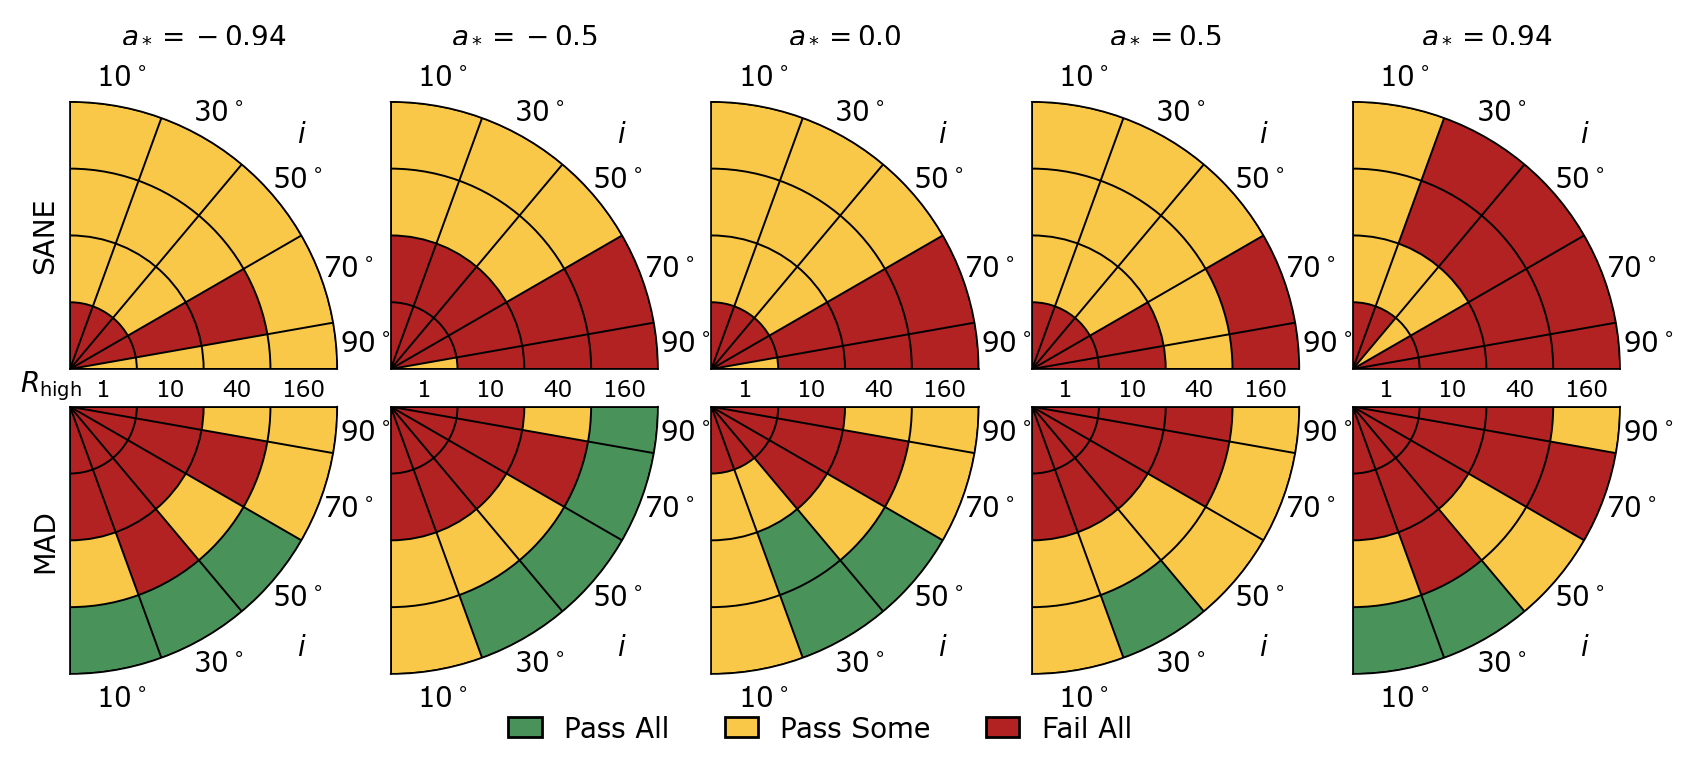 a* = −0.94 a* = −0.5 a* = 0.0 a* = 0.5 a* = 0.94
10° 10° 10° 10° 10°
30° 30° 30° 30° 30°
i i i i i
50° 50° 50° 50° 50°
SANE
70° 70° 70° 70° 70°
90° 90° 90° 90° 90°
R_high 1 10 40 160 1 10 40 160 1 10 40 160 1 10 40 160 1 10 40 160
90° 90° 90° 90° 90°
70° 70° 70° 70° 70°
MAD
50° 50° 50° 50° 50°
i i i i i
30° 30° 30° 30° 30°
10° 10° 10° 10° 10°
Pass All Pass Some Fail All